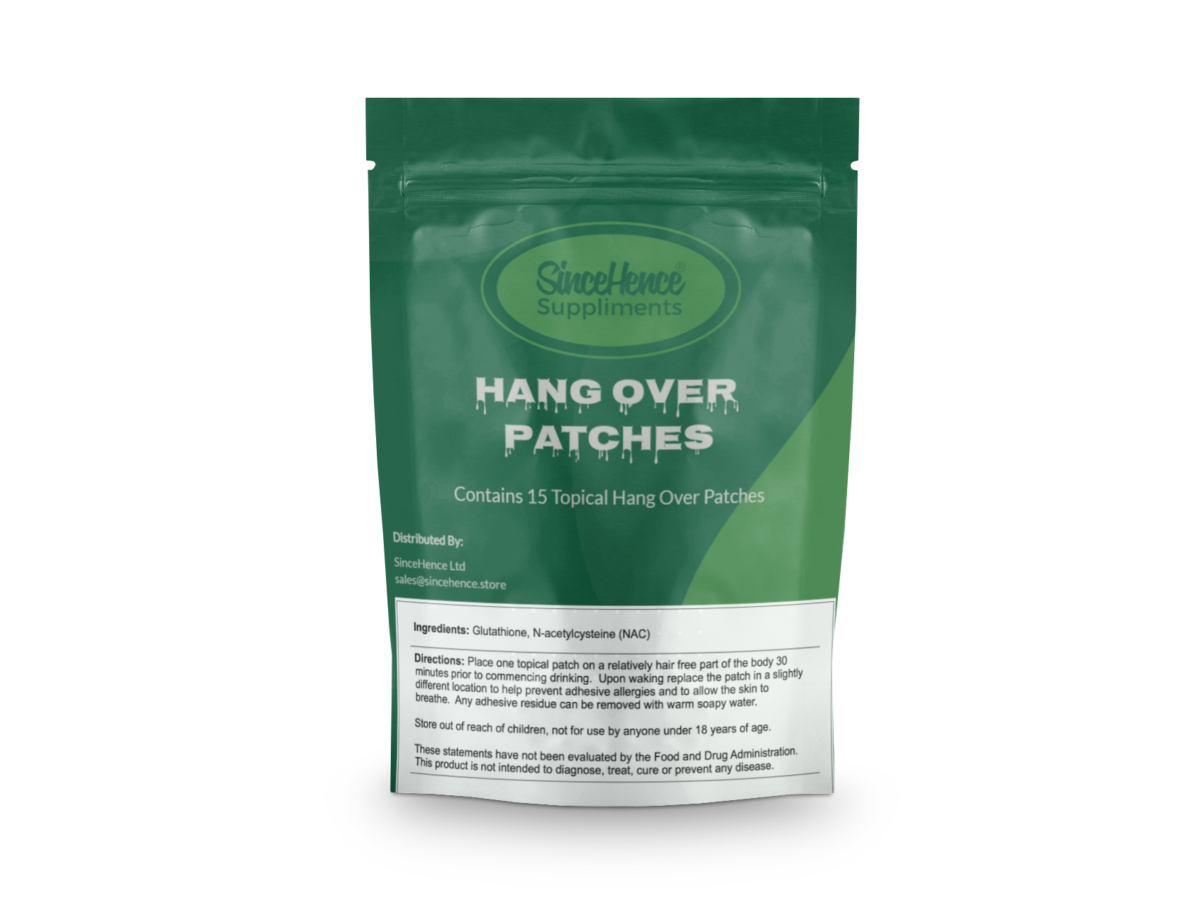 SinceHence®
Suppliments
HANG OVER
PATCHES
Contains 15 Topical Hang Over Patches
Distributed By:
SinceHence Ltd
sales@sincehence.store
Ingredients: Glutathione, N-acetylcysteine (NAC)
Directions: Place one topical patch on a relatively hair free part of the body 30
minutes prior to commencing drinking. Upon waking replace the patch in a slightly
different location to help prevent adhesive allergies and to allow the skin to
breathe. Any adhesive residue can be removed with warm soapy water.
Store out of reach of children, not for use by anyone under 18 years of age.
These statements have not been evaluated by the Food and Drug Administration.
This product is not intended to diagnose, treat, cure or prevent any disease.